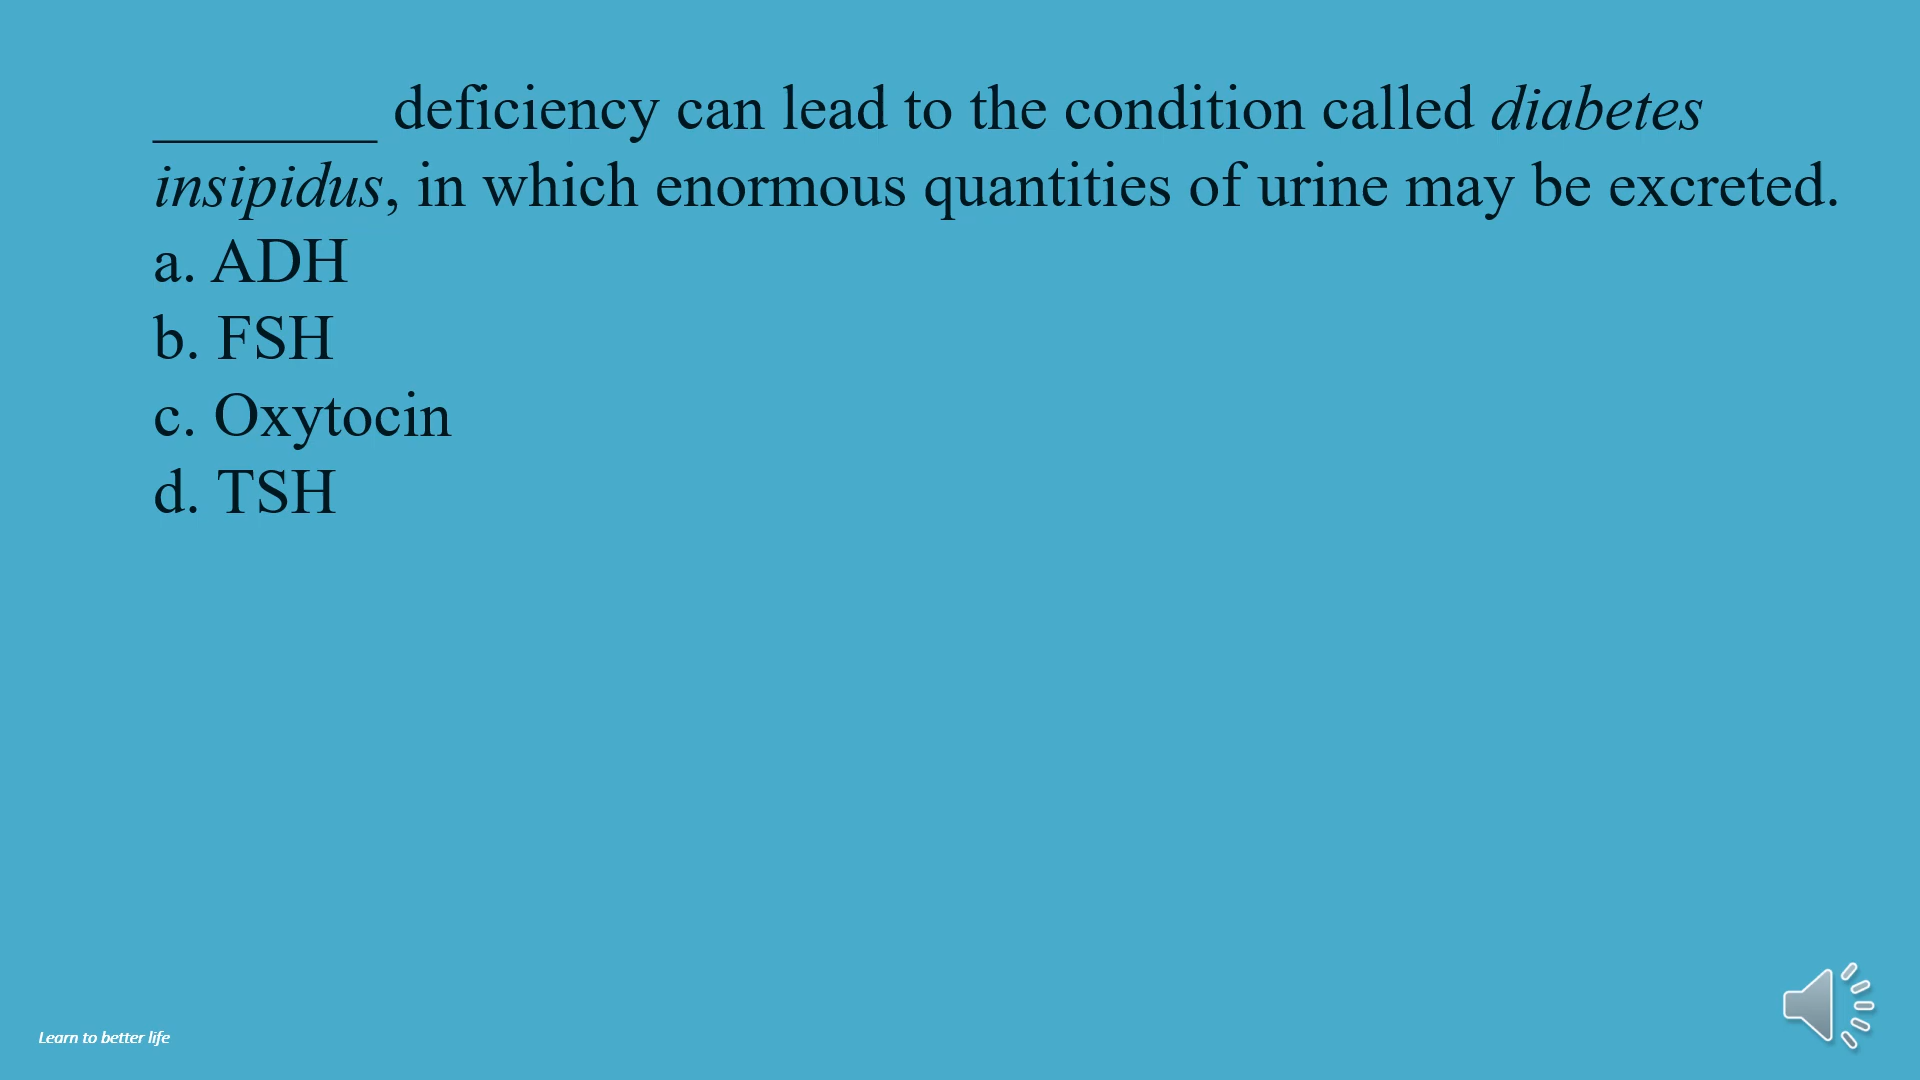 _______ deficiency can lead to the condition called diabetes
insipidus, in which enormous quantities of urine may be excreted.
a. ADH
b. FSH
c. Oxytocin
d. TSH
Learn to better life